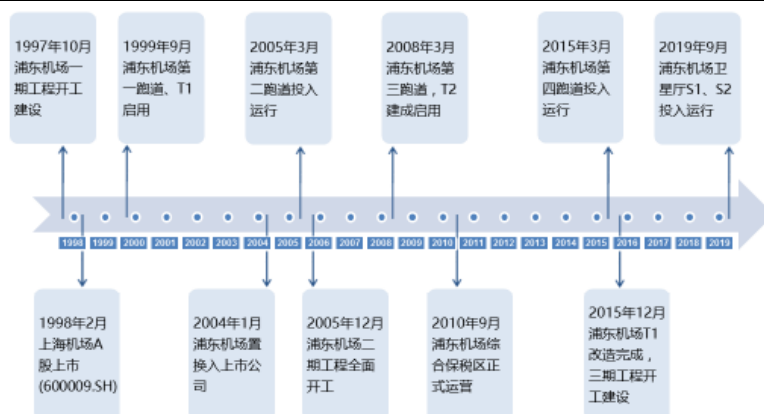 1997年10月
浦东机场一
期工程开工
建设
1999年9月
浦东机场第
一跑道、T1
启用
2005年3月
浦东机场第
二跑道投入
运行
2008年3月
浦东机场第
三跑道，T2
建成启用
2015年3月
浦东机场第
四跑道投入
运行
2019年9月
浦东机场卫
星厅S1、S2
投入运行
1998 1999 2000 2001 2002 2003 2004 2005 2006 2007 2008 2009 2010 2011 2012 2013 2014 2015 2016 2017 2018 2019
1998年2月
上海机场A
股上市
(600009.SH)
2004年1月
浦东机场置
换入上市公
司
2005年12月
浦东机场二
期工程全面
开工
2010年9月
浦东机场综
合保税区正
式运营
2015年12月
浦东机场T1
改造完成，
三期工程开
工建设